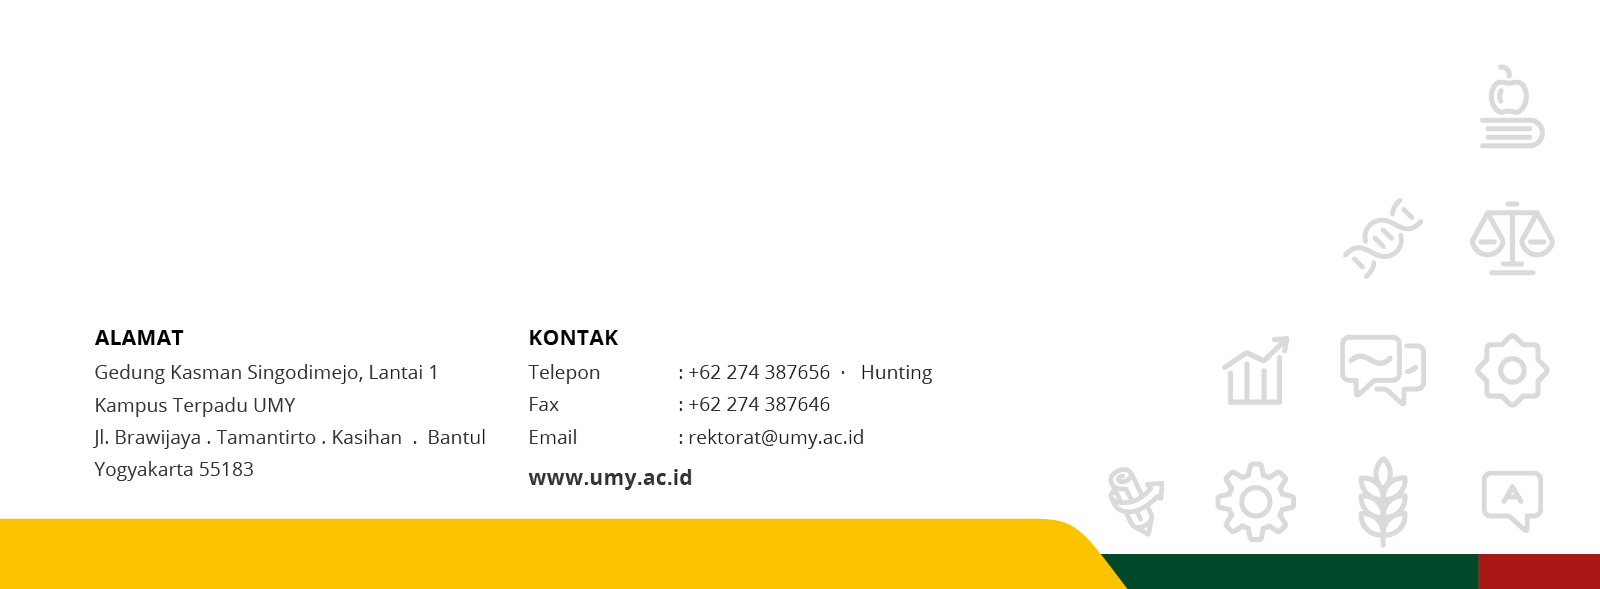 ALAMAT
Gedung Kasman Singodimejo, Lantai 1
Kampus Terpadu UMY
Jl. Brawijaya . Tamantirto . Kasihan . Bantul
Yogyakarta 55183
KONTAK
Telepon : +62 274 387656 · Hunting
Fax : +62 274 387646
Email : rektorat@umy.ac.id
www.umy.ac.id
A